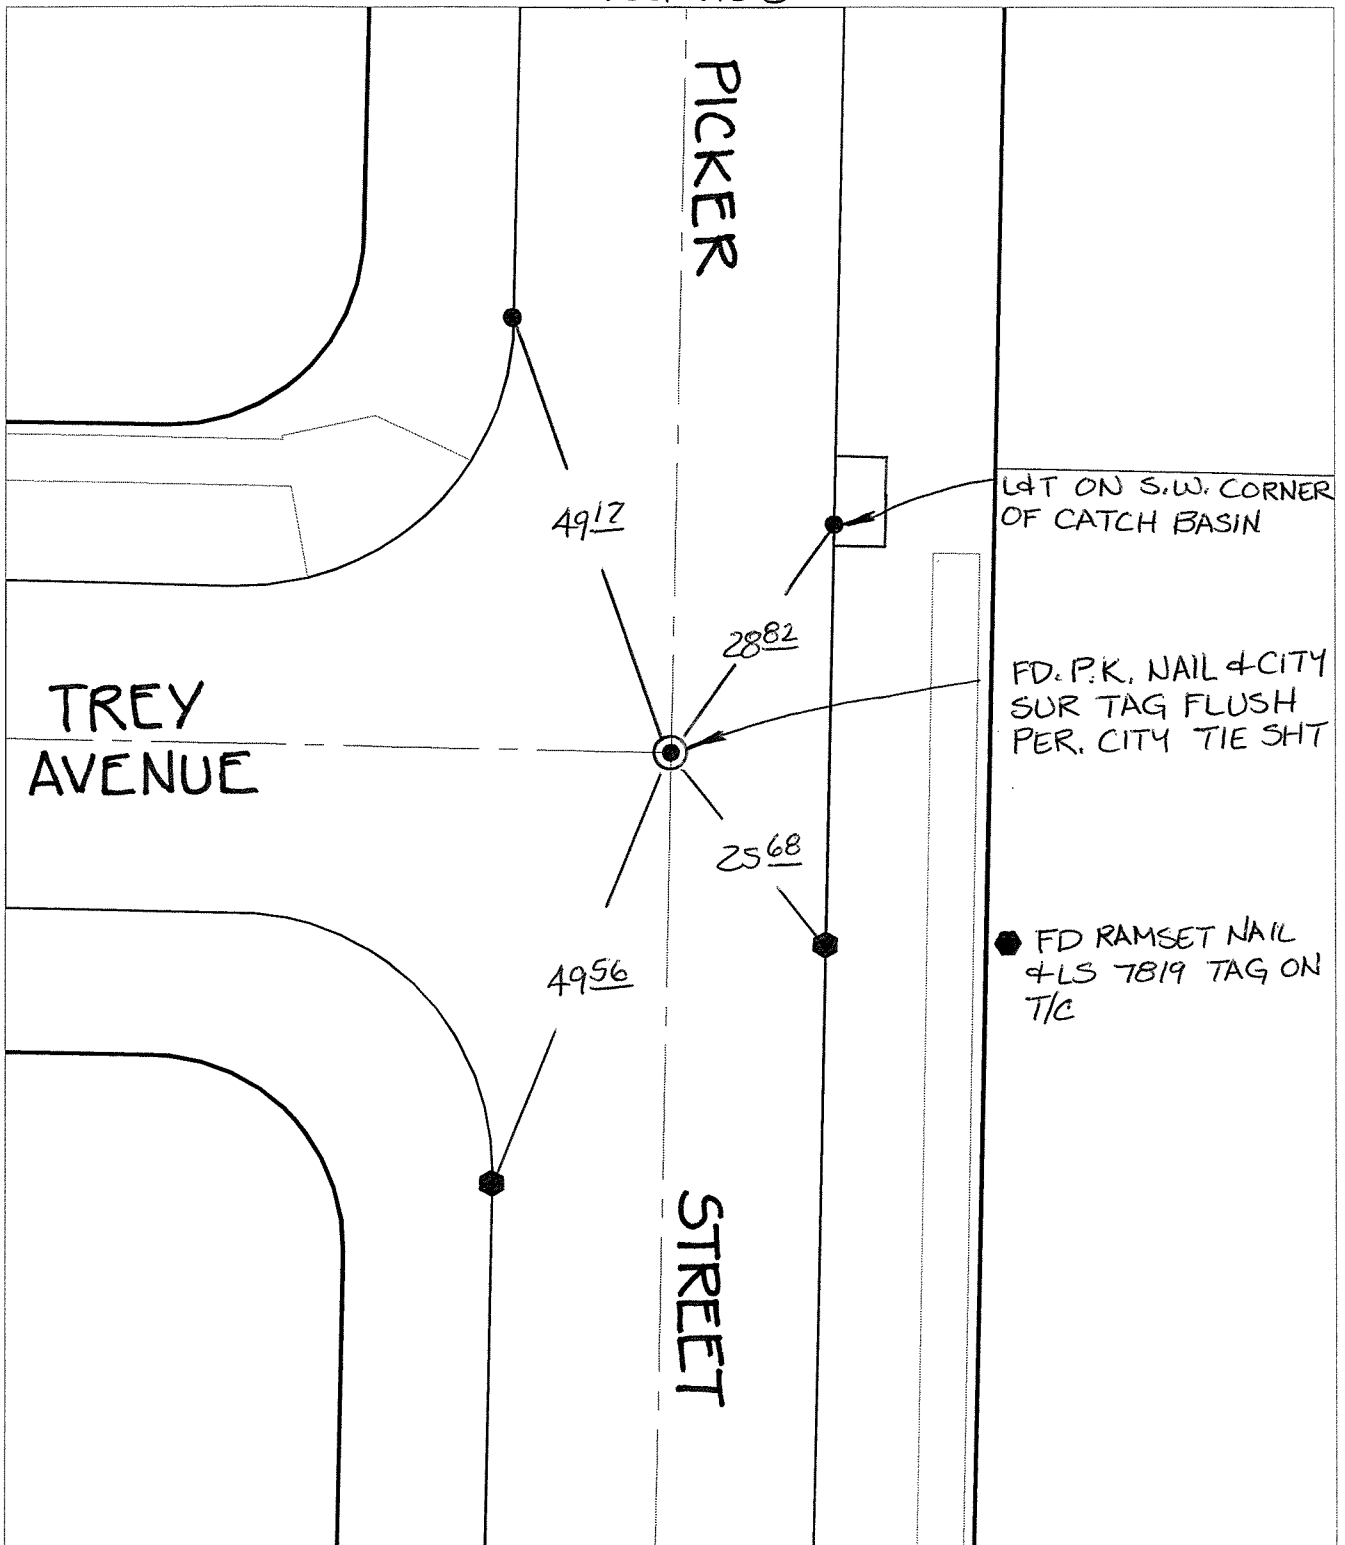 PICKER
L&T ON S.W. CORNER
OF CATCH BASIN
49 17
28 82
FD. P.K. NAIL & CITY
SUR TAG FLUSH
PER. CITY TIE SHT
TREY
AVENUE
25 68
FD RAMSET NAIL
& LS 7819 TAG ON
T/C
49 56
STREET